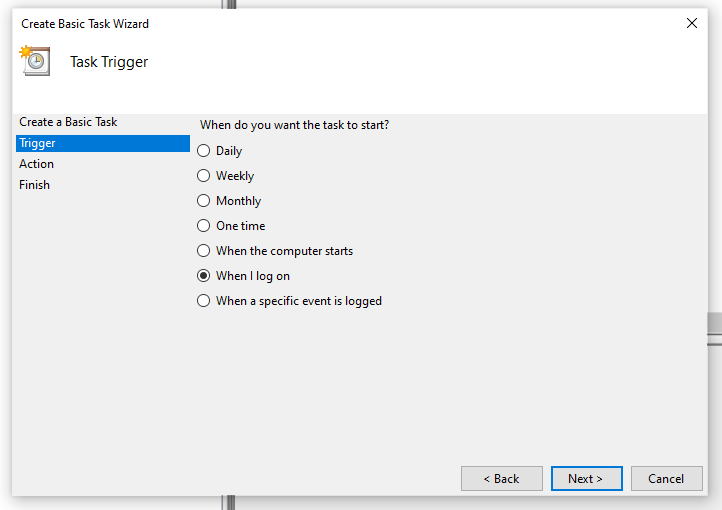 Create Basic Task Wizard
Task Trigger
Create a Basic Task
Trigger
Action
Finish
When do you want the task to start?
Daily
Weekly
Monthly
One time
When the computer starts
When I log on
When a specific event is logged
< Back
Next >
Cancel